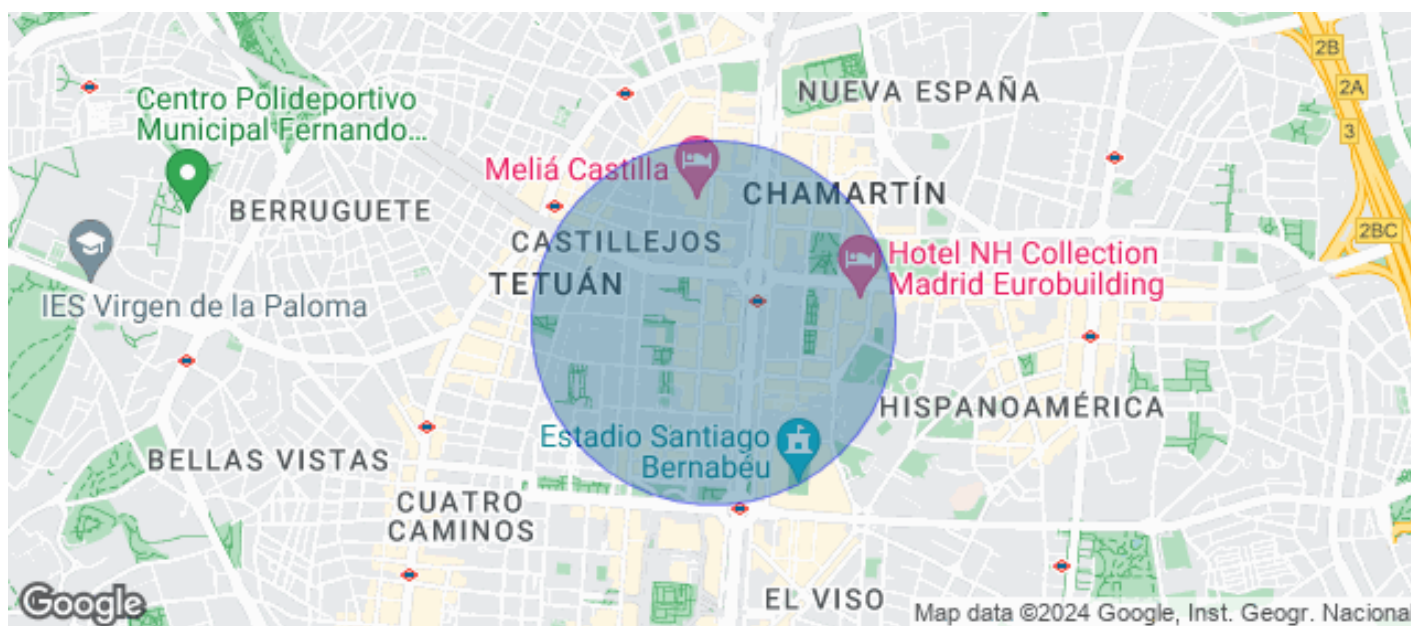 2B
2A
3
2BC
NUEVA ESPAÑA
Centro Polideportivo
Municipal Fernando...
Meliá Castilla
CHAMARTÍN
BERRUGUETE
CASTILLEJOS
Hotel NH Collection
Madrid Eurobuilding
TETUÁN
IES Virgen de la Paloma
HISPANOAMÉRICA
Estadio Santiago
Bernabéu
BELLAS VISTAS
CUATRO
CAMINOS
EL VISO
Google
Map data ©2024 Google, Inst. Geogr. Nacional